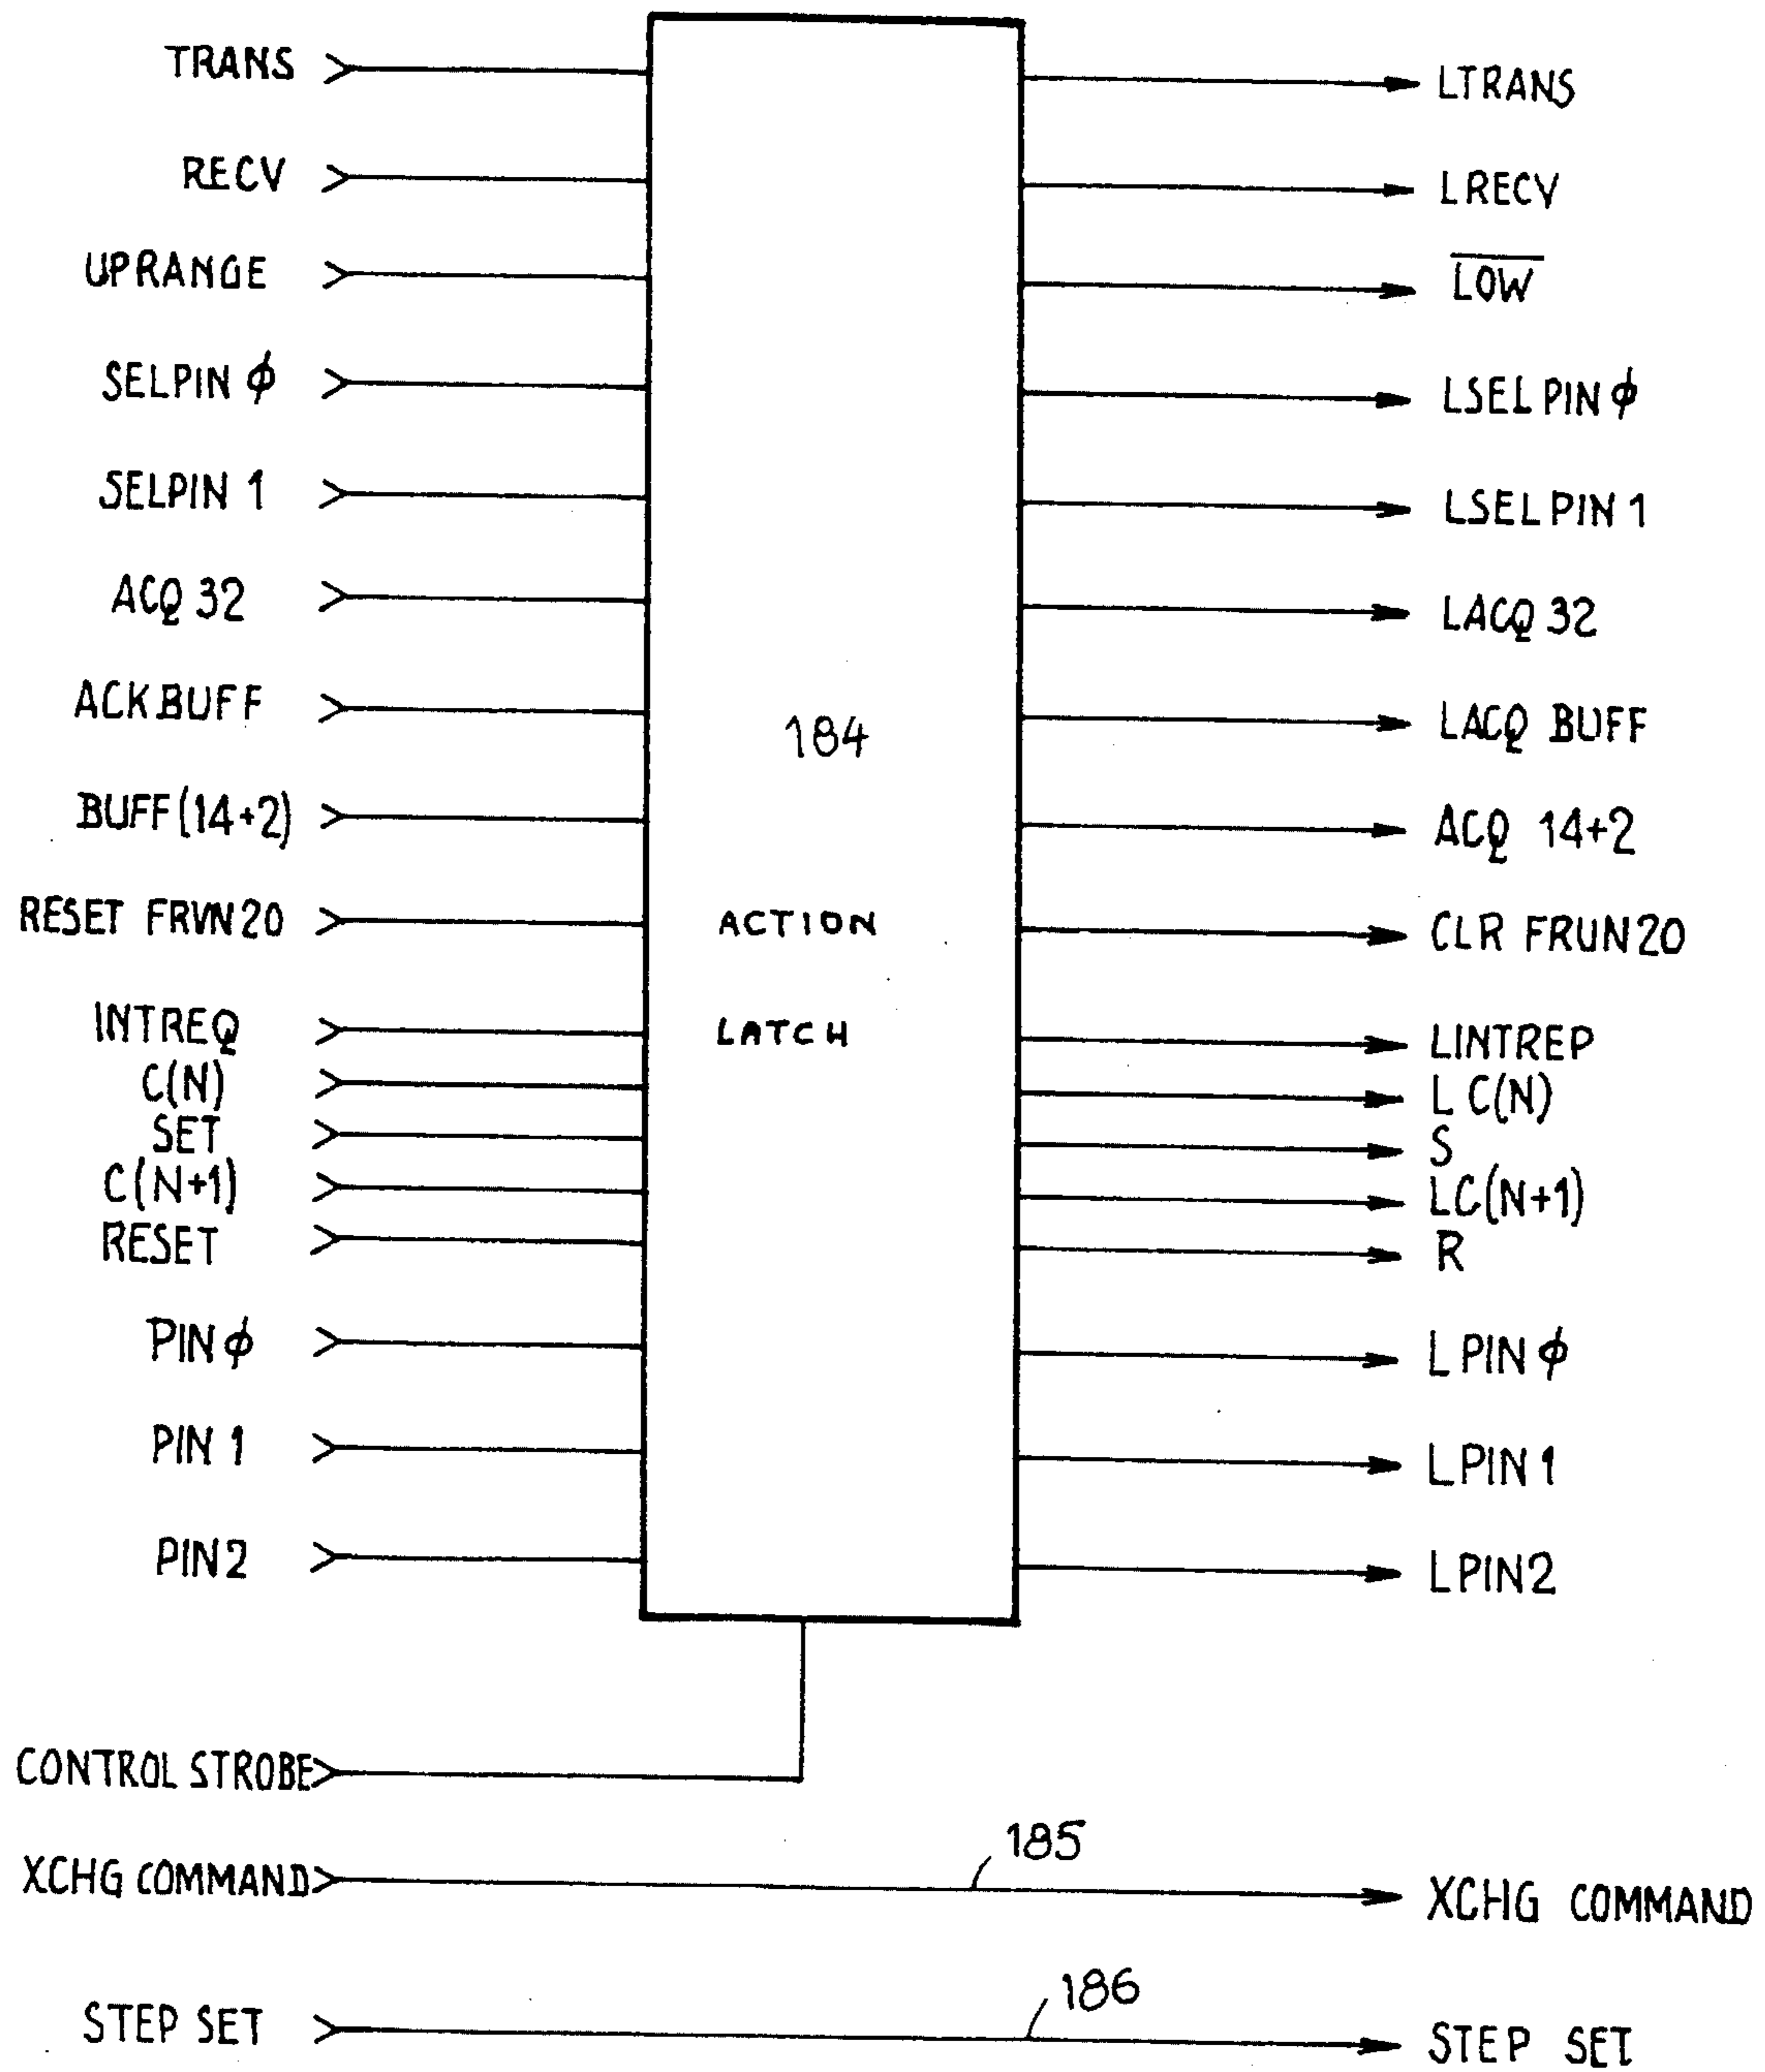 TRANS LTRANS
RECV LRECV
UPRANGE L̅O̅W̅
SELPIN ϕ LSELPIN ϕ
SELPIN 1 LSELPIN 1
ACQ 32 LACQ 32
ACKBUFF LACQ BUFF
184
BUFF(14+2) ACQ 14+2
RESET FRVN20 ACTION CLR FRUN20
INTREQ LATCH LINTREP
C(N) L C(N)
SET S
C(N+1) LC(N+1)
RESET R
PIN ϕ LPIN ϕ
PIN 1 LPIN 1
PIN2 LPIN2
CONTROL STROBE
185
XCHG COMMAND XCHG COMMAND
186
STEP SET STEP SET